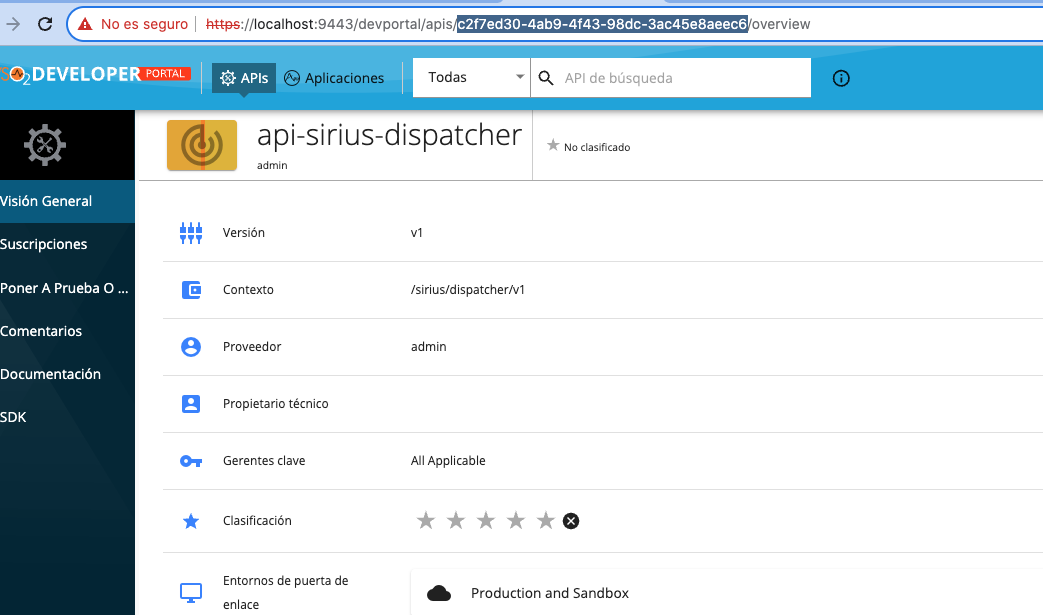 No es seguro https://localhost:9443/devportal/apis/c2f7ed30-4ab9-4f43-98dc-3ac45e8aeec6/overview
SO2DEVELOPER PORTAL APIs Aplicaciones Todas API de búsqueda
api-sirius-dispatcher
admin
No clasificado
Visión General
Suscripciones
Poner A Prueba O ...
Comentarios
Documentación
SDK
Versión v1
Contexto /sirius/dispatcher/v1
Proveedor admin
Propietario técnico
Gerentes clave All Applicable
Clasificación
Entornos de puerta de
enlace
Production and Sandbox